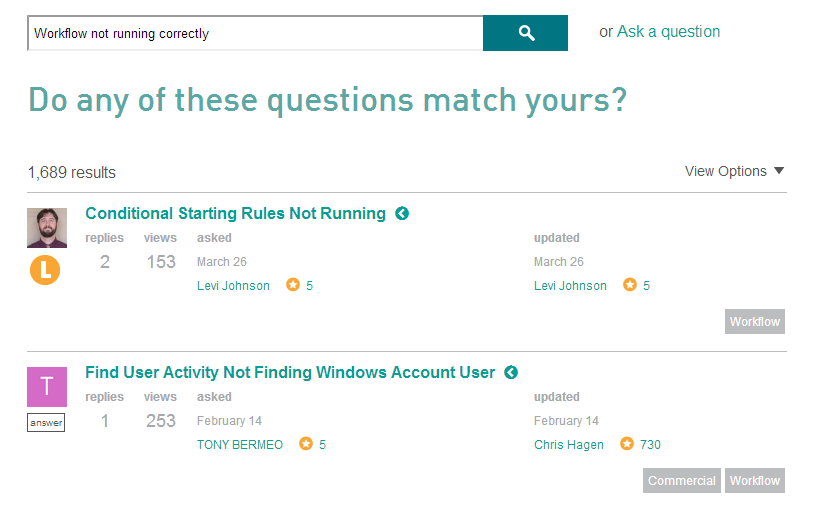 Workflow not running correctly
or Ask a question
Do any of these questions match yours?
1,689 results
View Options
Conditional Starting Rules Not Running
replies views asked updated
2 153 March 26 March 26
Levi Johnson 5 Levi Johnson 5
L
Workflow
Find User Activity Not Finding Windows Account User
T
replies views asked updated
answer
1 253 February 14 February 14
TONY BERMEO 5 Chris Hagen 730
Commercial Workflow